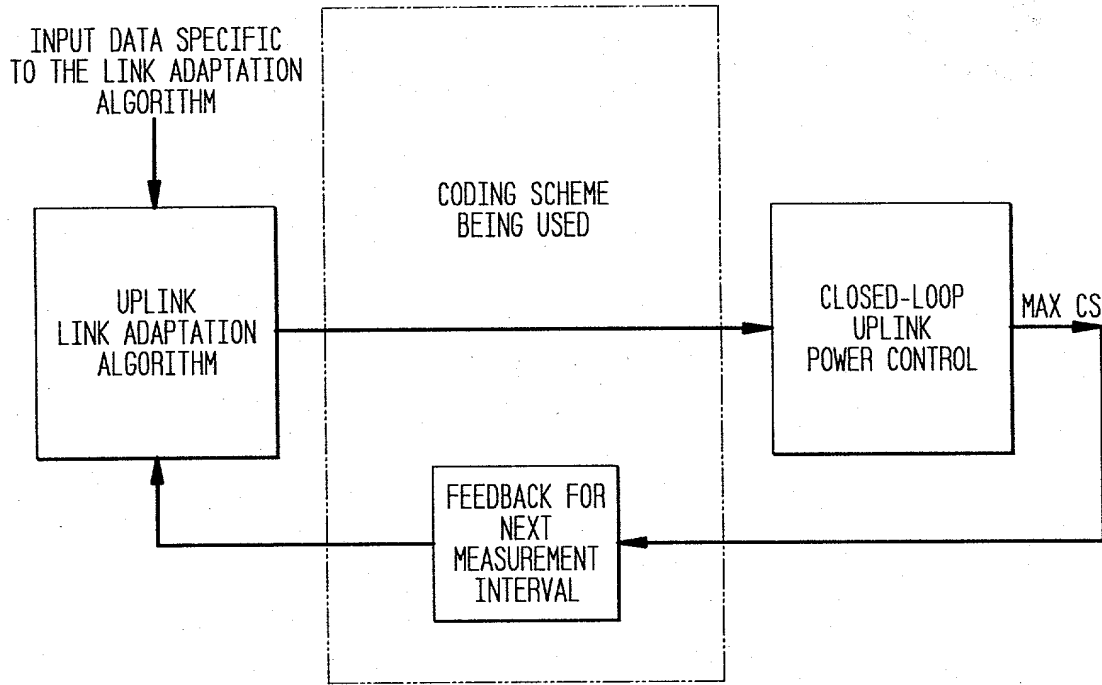 INPUT DATA SPECIFIC
TO THE LINK ADAPTATION
ALGORITHM
CODING SCHEME
BEING USED
UPLINK
LINK ADAPTATION
ALGORITHM
CLOSED-LOOP
UPLINK
POWER CONTROL
MAX CS
FEEDBACK FOR
NEXT
MEASUREMENT
INTERVAL